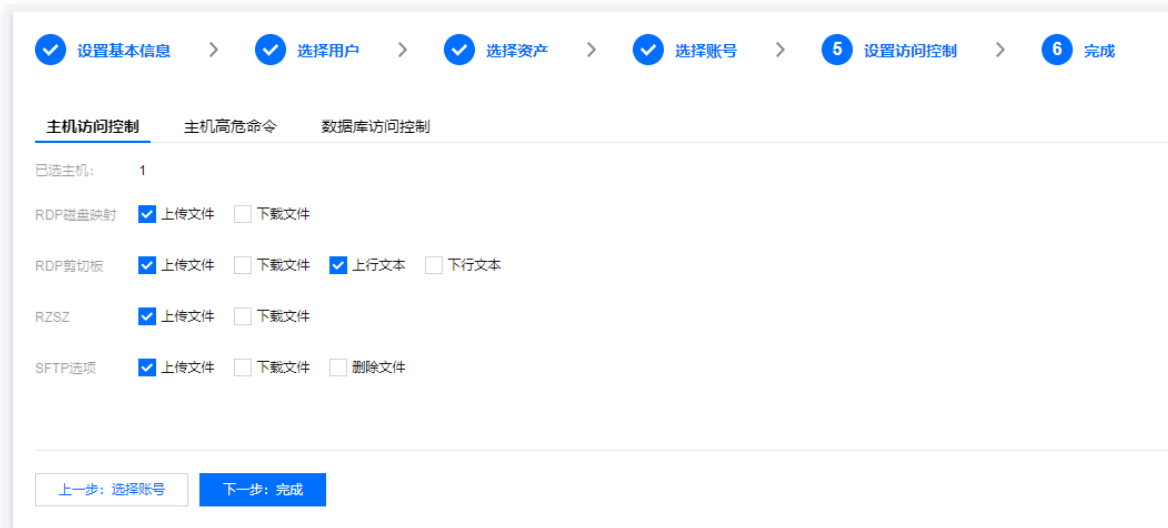 设置基本信息 > 选择用户 > 选择资产 > 选择账号 > 5 设置访问控制 > 6 完成
主机访问控制 主机高危命令 数据库访问控制
已选主机: 1
RDP磁盘映射 上传文件 下载文件
RDP剪切板 上传文件 下载文件 上行文本 下行文本
RZSZ 上传文件 下载文件
SFTP选项 上传文件 下载文件 删除文件
上一步：选择账号 下一步：完成